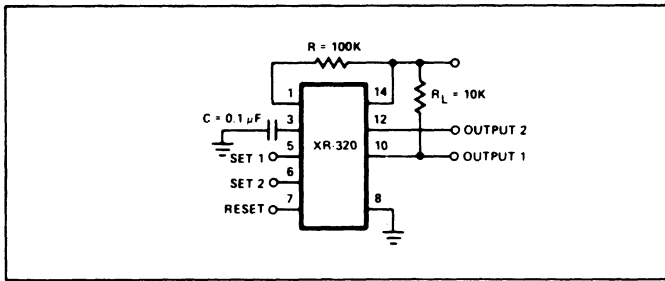 R = 100K
1
14
R_L = 10K
C = 0.1 µF
3
12
OUTPUT 2
XR-320
5
10
OUTPUT 1
SET 1
6
SET 2
7
8
RESET